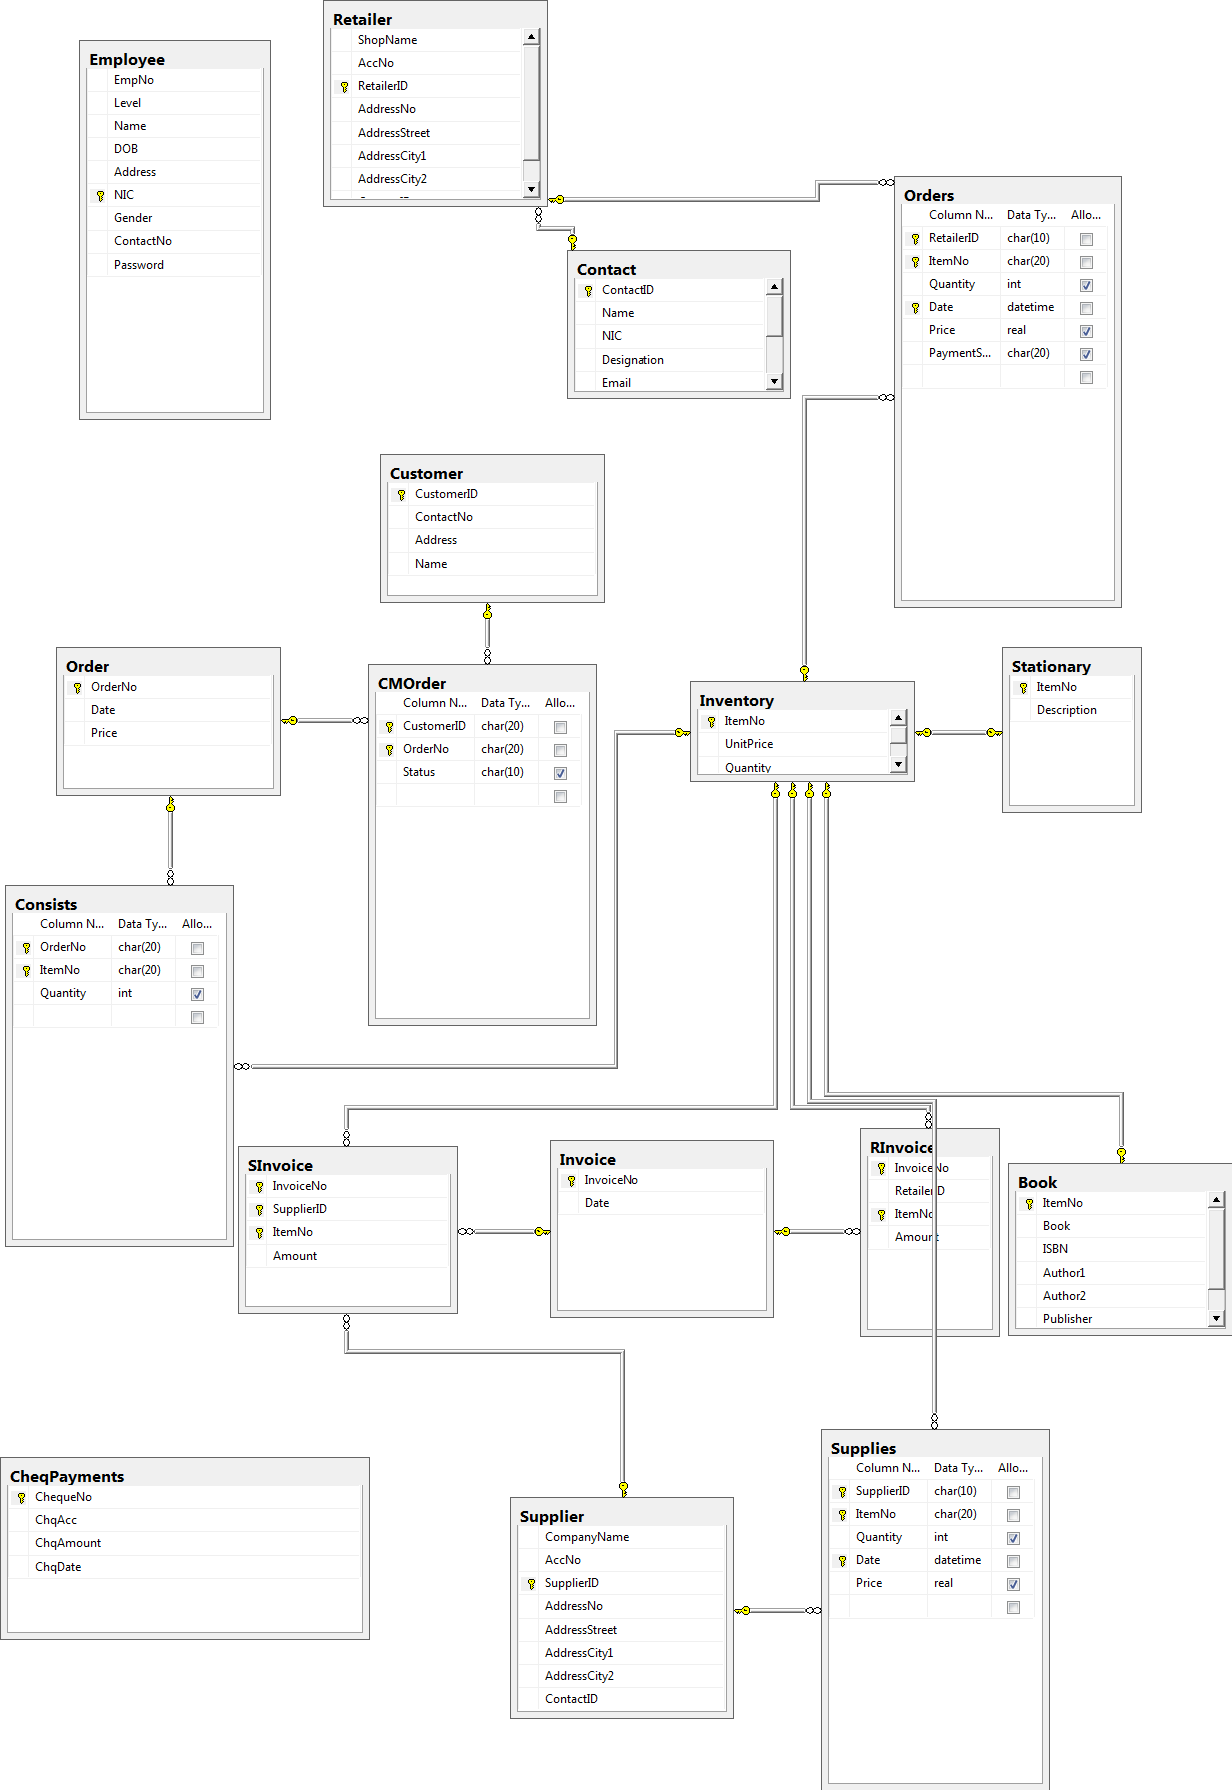 Retailer
ShopName
AccNo
RetailerID
AddressNo
AddressStreet
AddressCity1
AddressCity2
Employee
EmpNo
Level
Name
DOB
Address
NIC
Gender
ContactNo
Password
Orders
Column N... Data Ty... Allo...
RetailerID char(10)
ItemNo char(20)
Quantity int
Date datetime
Price real
PaymentS... char(20)
Contact
ContactID
Name
NIC
Designation
Email
Customer
CustomerID
ContactNo
Address
Name
Order
OrderNo
Date
Price
CMOrder
Column N... Data Ty... Allo...
CustomerID char(20)
OrderNo char(20)
Status char(10)
Inventory
ItemNo
UnitPrice
Quantity
Stationary
ItemNo
Description
Consists
Column N... Data Ty... Allo...
OrderNo char(20)
ItemNo char(20)
Quantity int
SInvoice
InvoiceNo
SupplierID
ItemNo
Amount
Invoice
InvoiceNo
Date
RInvoice
InvoiceNo
RetailerID
ItemNo
Amount
Book
ItemNo
Book
ISBN
Author1
Author2
Publisher
CheqPayments
ChequeNo
ChqAcc
ChqAmount
ChqDate
Supplier
CompanyName
AccNo
SupplierID
AddressNo
AddressStreet
AddressCity1
AddressCity2
ContactID
Supplies
Column N... Data Ty... Allo...
SupplierID char(10)
ItemNo char(20)
Quantity int
Date datetime
Price real